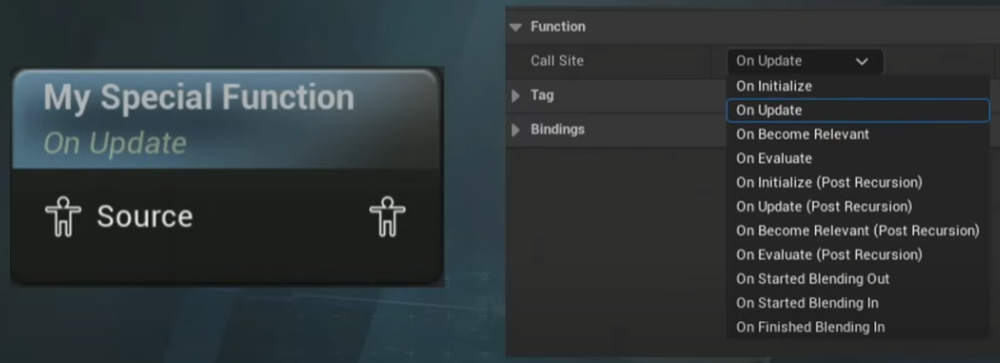 My Special Function
On Update
Source
Function
Call Site
On Update
Tag
Bindings
On Initialize
On Update
On Become Relevant
On Evaluate
On Initialize (Post Recursion)
On Update (Post Recursion)
On Become Relevant (Post Recursion)
On Evaluate (Post Recursion)
On Started Blending Out
On Started Blending In
On Finished Blending In